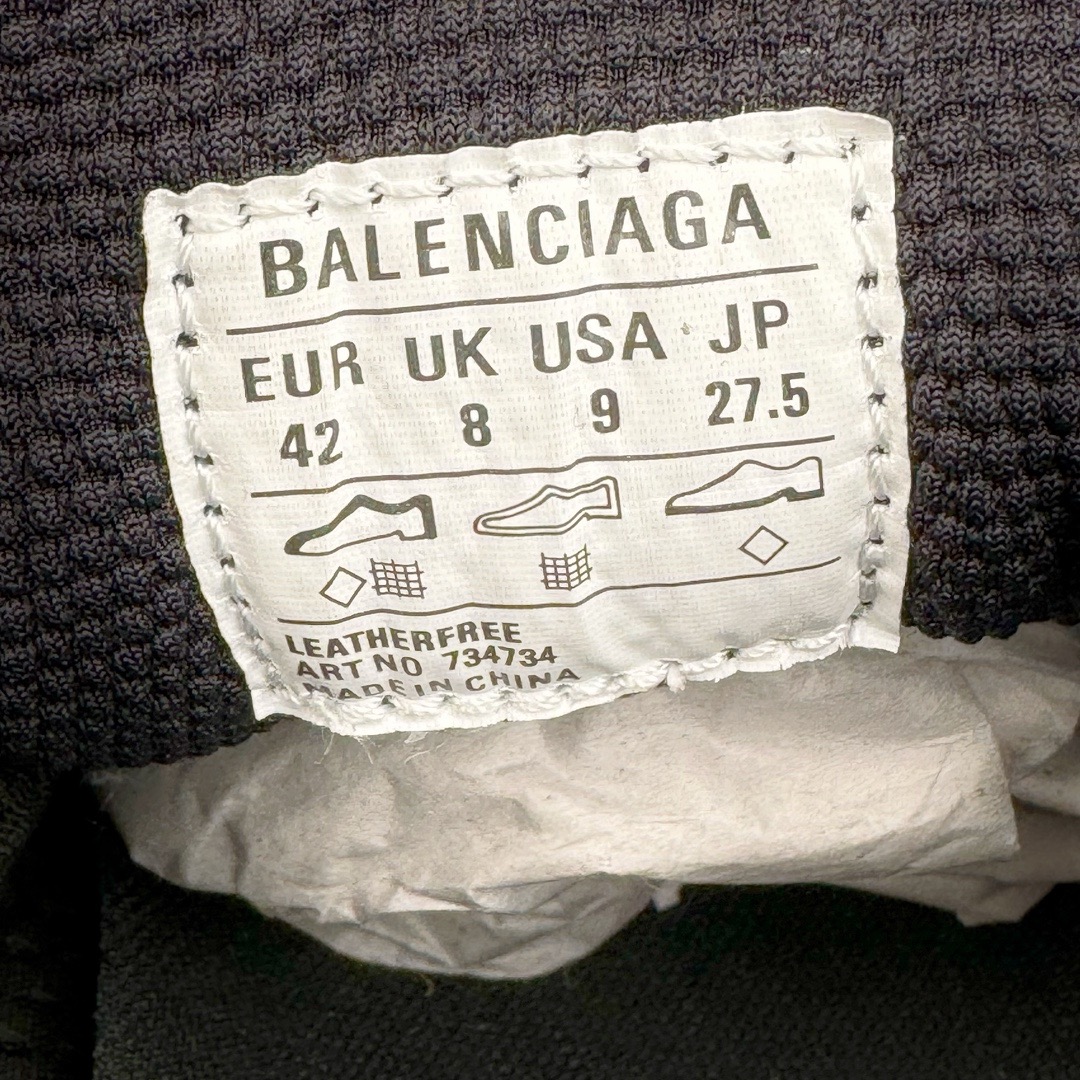 BALENCIAGA
EUR UK USA JP
42 8 9 27.5
LEATHERFREE
ART NO 734734
MADE IN CHINA